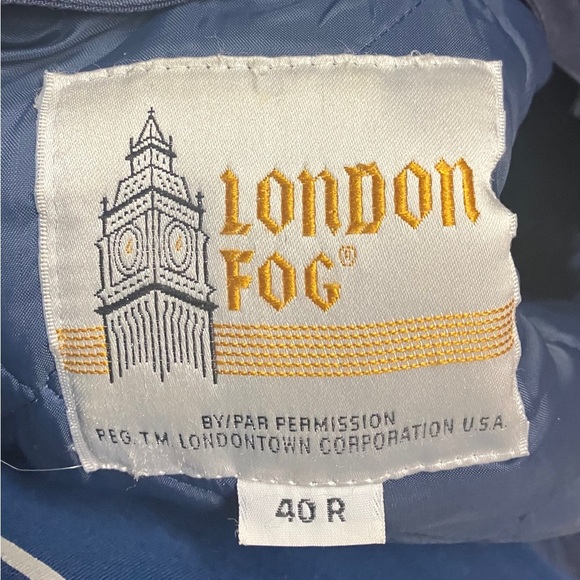 LONDON
FOG®
BY/PAR PERMISSION
REG. T.M. LONDONTOWN CORPORATION U.S.A.
40 R